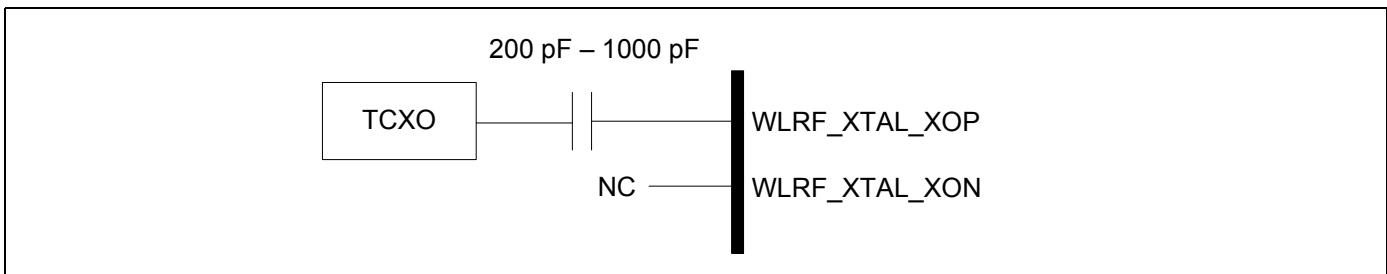 200 pF – 1000 pF
TCXO
WLRF_XTAL_XOP
NC
WLRF_XTAL_XON